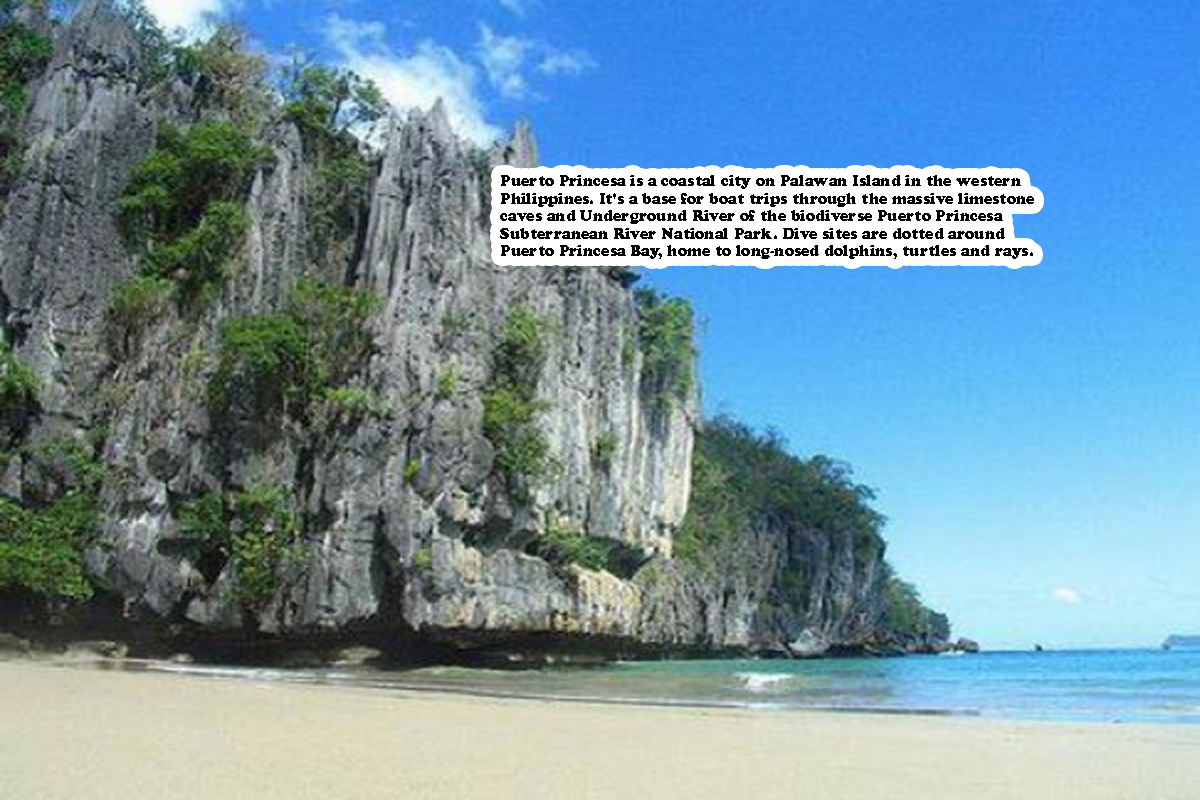 Puerto Princesa is a coastal city on Palawan Island in the western
Philippines. It's a base for boat trips through the massive limestone
caves and Underground River of the biodiverse Puerto Princesa
Subterranean River National Park. Dive sites are dotted around
Puerto Princesa Bay, home to long-nosed dolphins, turtles and rays.